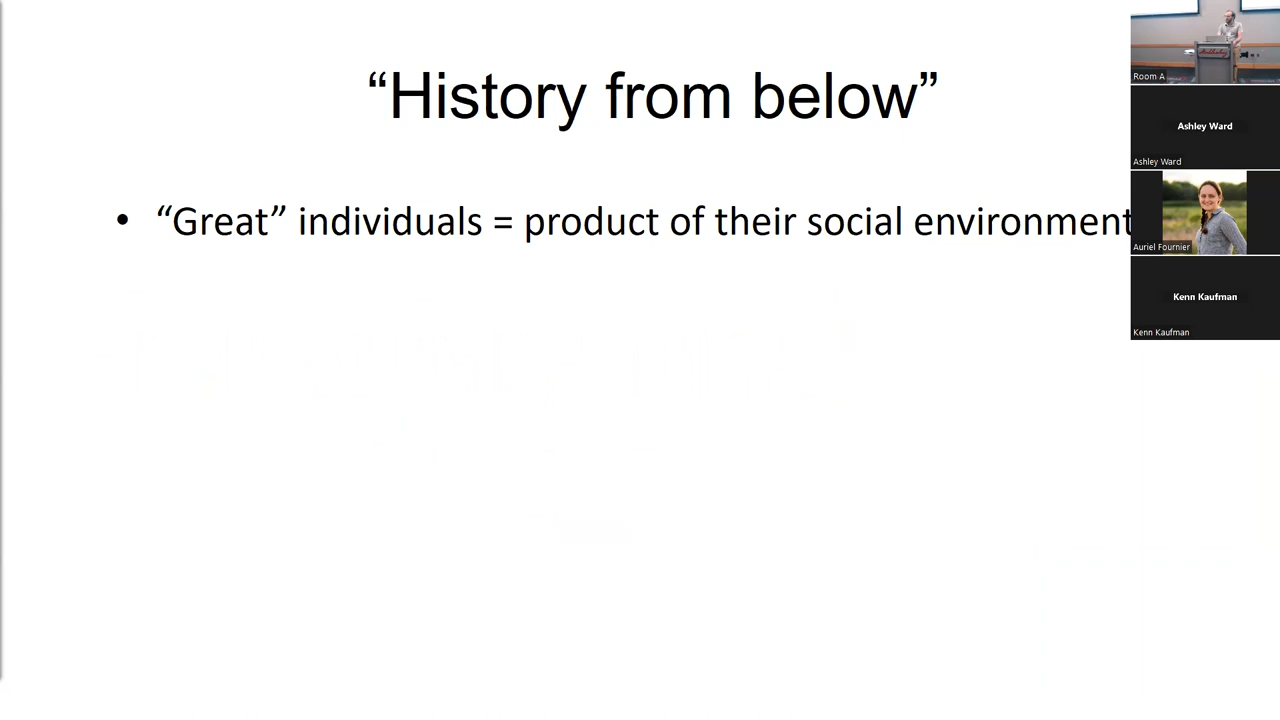 “History from below”
• “Great” individuals = product of their social environment
Room A
Ashley Ward
Ashley Ward
Auriel Fournier
Kenn Kaufman
Kenn Kaufman